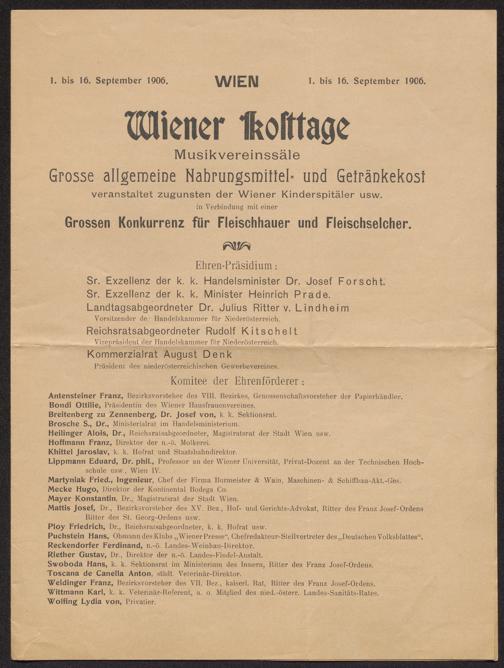 1. bis 16. September 1906. WIEN 1. bis 16. September 1906.
Wiener Kosttage
Musikvereinssäle
Grosse allgemeine Nahrungsmittel- und Getränkekost
veranstaltet zugunsten der Wiener Kinderspitäler usw.
in Verbindung mit einer
Grossen Konkurrenz für Fleischhauer und Fleischselcher.
Ehren-Präsidium:
Sr. Exzellenz der k. k. Handelsminister Dr. Josef Forscht.
Sr. Exzellenz der k. k. Minister Heinrich Prade.
Landtagsabgeordneter Dr. Julius Ritter v. Lindheim
Vorsitzender de. Handelskammer für Niederösterreich.
Reichsratsabgeordneter Rudolf Kitschelt
Vizepräsident der Handelskammer für Niederösterreich.
Kommerzialrat August Denk
Präsident des niederösterreichischen Gewerbevereines.
Komitee der Ehrenförderer:
Antensteiner Franz, Bezirksvorsteher des VIII. Bezirkes, Genossenschaftsvorsteher der Papierhändler.
Bondi Ottilie, Präsidentin des Wiener Hausfrauenvereines.
Breitenberg zu Zennenberg, Dr. Josef von, k. k. Sektionsrat.
Brosche S., Dr., Ministerialrat im Handelsministerium.
Heilinger Alois, Dr., Reichsratsabgeordneter, Magistratsrat der Stadt Wien usw.
Hoffmann Franz, Direktor der n.-ö. Molkerei.
Khittel Jaroslav, k. k. Hofrat und Staatsbahndirektor.
Lippmann Eduard, Dr. phil., Professor an der Wiener Universität, Privat-Dozent an der Technischen Hoch-
schule usw., Wien IV.
Martyniak Fried., Ingenieur, Chef der Firma Burmeister & Wain, Maschinen- & Schiffbau-Akt.-Ges.
Mecke Hugo, Direktor der Kontinental Bodega Co.
Mayer Konstantin, Dr., Magistratsrat der Stadt Wien.
Mattis Josef, Dr., Bezirksvorsteher des XV. Bez., Hof- und Gerichts-Advokat, Ritter des Franz Josef-Ordens
Ritter des St. Georg-Ordens usw.
Ploy Friedrich, Dr., Reichsratsabgeordneter, k. k. Hofrat usw.
Puchstein Hans, Obmann des Klubs „Wiener Presse", Chefredakteur-Stellvertreter des „Deutschen Volksblattes".
Reckendorfer Ferdinand, n.-ö. Landes-Weinbau-Direktor.
Riether Gustav, Dr., Direktor der n.-ö. Landes-Findel-Anstalt.
Swoboda Hans, k. k. Sektionsrat im Ministerium des Innern, Ritter des Franz Josef-Ordens.
Toscana de Canella Anton, städt. Veterinär-Direktor.
Weidinger Franz, Bezirksvorsteher des VII. Bez., kaiserl. Rat, Ritter des Franz Josef-Ordens.
Wittmann Karl, k. k. Veterinär-Referent, a. o. Mitglied des nied.-österr. Landes-Sanitäts-Rates.
Wolfing Lydia von, Privatier.